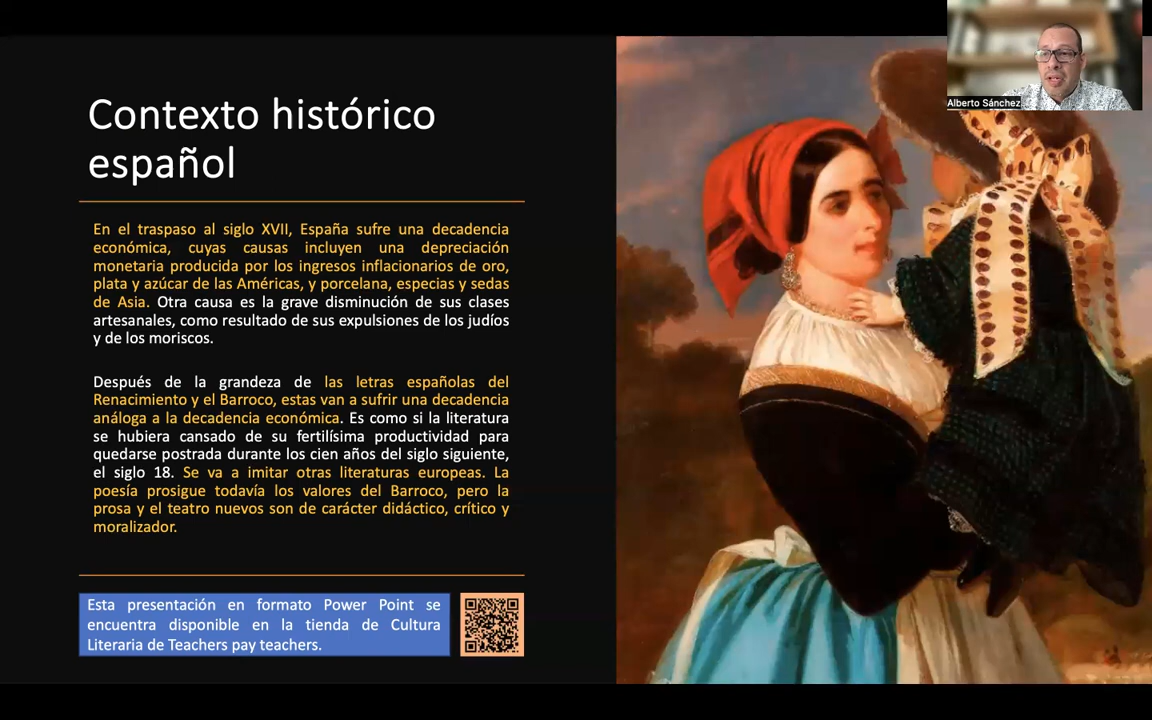 Alberto Sánchez
Contexto histórico
español
En el traspaso al siglo XVII, España sufre una decadencia
económica, cuyas causas incluyen una depreciación
monetaria producida por los ingresos inflacionarios de oro,
plata y azúcar de las Américas, y porcelana, especias y sedas
de Asia. Otra causa es la grave disminución de sus clases
artesanales, como resultado de sus expulsiones de los judíos
y de los moriscos.
Después de la grandeza de las letras españolas del
Renacimiento y el Barroco, estas van a sufrir una decadencia
análoga a la decadencia económica. Es como si la literatura
se hubiera cansado de su fertilísima productividad para
quedarse postrada durante los cien años del siglo siguiente,
el siglo 18. Se va a imitar otras literaturas europeas. La
poesía prosigue todavía los valores del Barroco, pero la
prosa y el teatro nuevos son de carácter didáctico, crítico y
moralizador.
Esta presentación en formato Power Point se
encuentra disponible en la tienda de Cultura
Literaria de Teachers pay teachers.